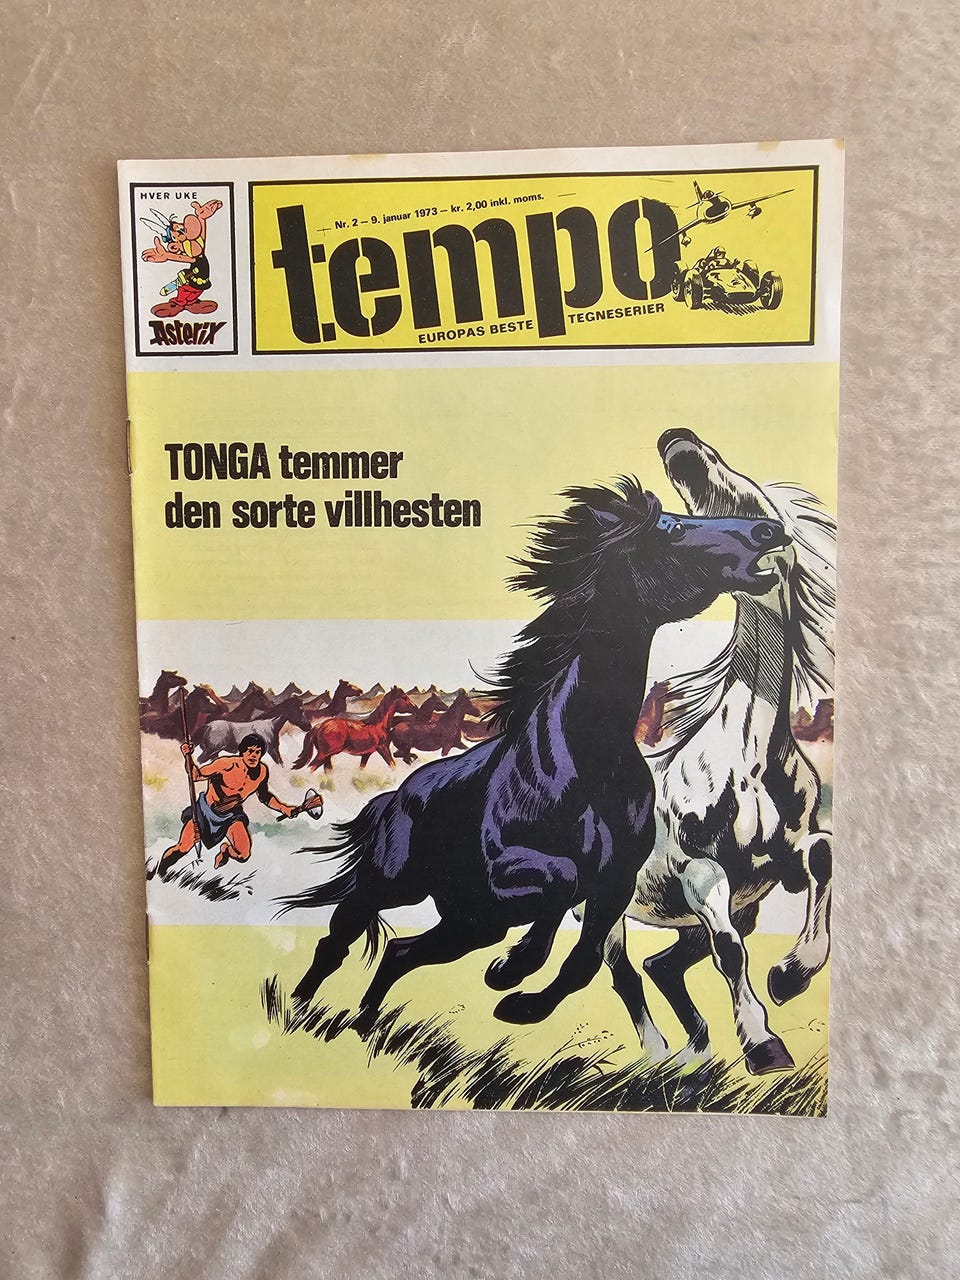 HVER UKE
Asterix
Nr. 2 – 9. januar 1973 – kr. 2,00 inkl. moms.
tempo
EUROPAS BESTE TEGNESERIER
TONGA temmer
den sorte villhesten